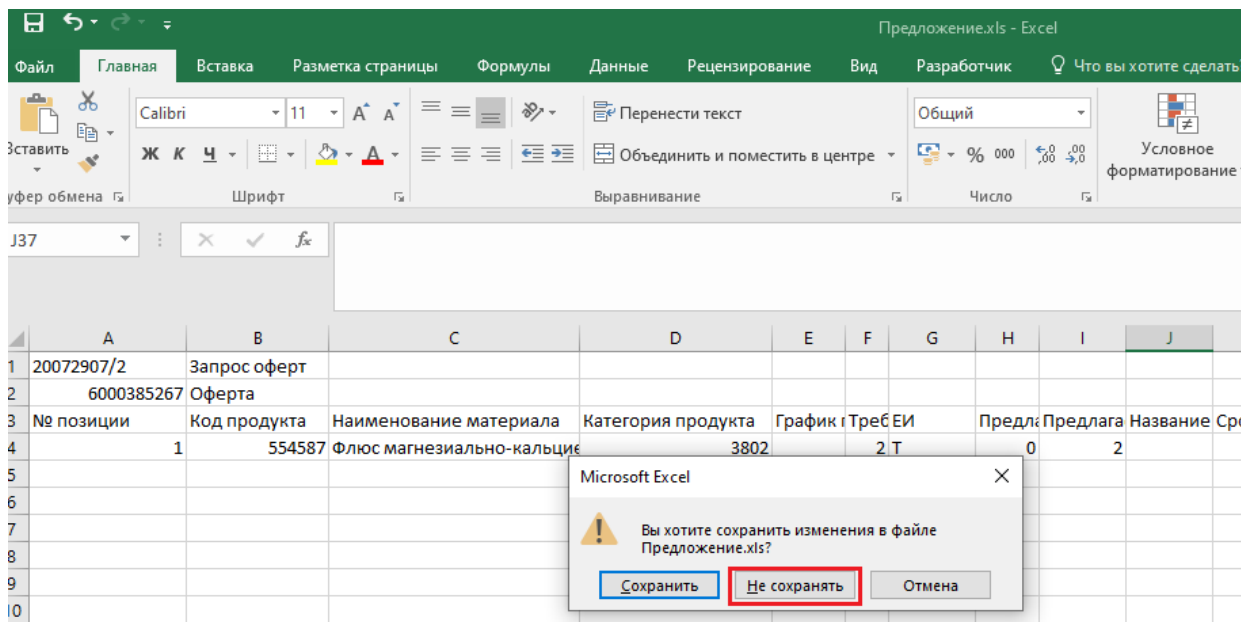 Предложение.xls - Excel
Файл Главная Вставка Разметка страницы Формулы Данные Рецензирование Вид Разработчик Что вы хотите сделать
Calibri 11 Перенести текст Общий
Вставить Ж К Ч Объединить и поместить в центре % 000 Условное
форматирование
уфер обмена Шрифт Выравнивание Число
J37 fx
A B C D E F G H I J
1 20072907/2 Запрос оферт
2 6000385267 Оферта
3 № позиции Код продукта Наименование материала Категория продукта График г Треб ЕИ Предла Предлага Название Сро
4 1 554587 Флюс магнезиально-кальцие 3802 2 Т 0 2
5
Microsoft Excel
6
7 Вы хотите сохранить изменения в файле
Предложение.xls?
8
9 Сохранить Не сохранять Отмена
10